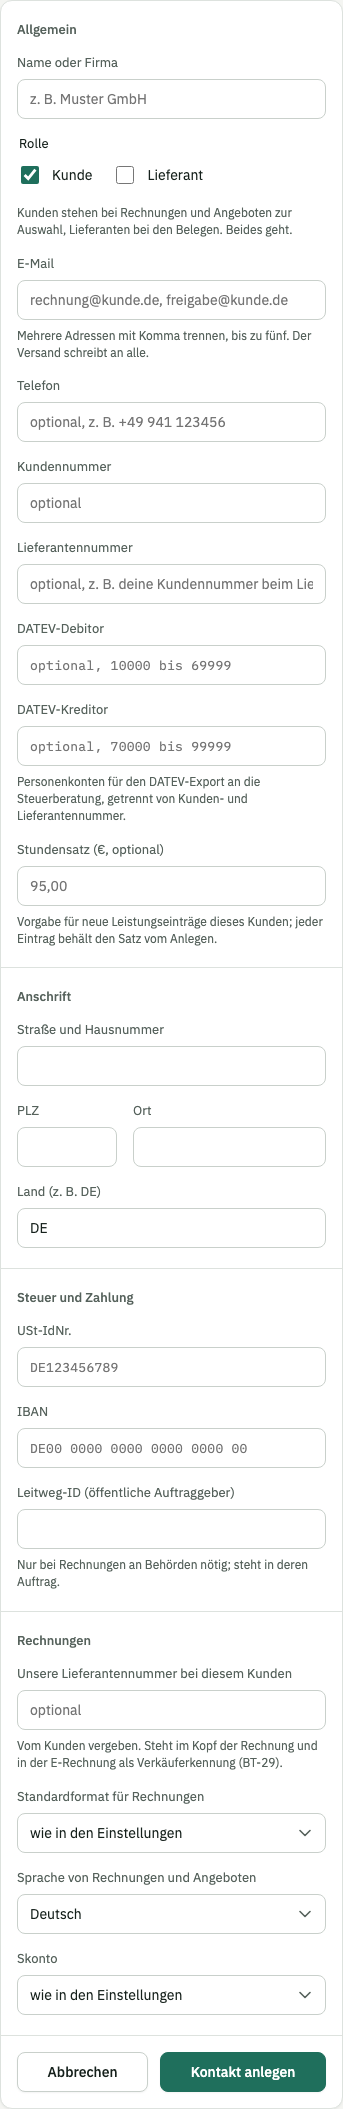 Allgemein
Name oder Firma
z. B. Muster GmbH
Rolle
Kunde
Lieferant
Kunden stehen bei Rechnungen und Angeboten zur
Auswahl, Lieferanten bei den Belegen. Beides geht.
E-Mail
rechnung@kunde.de, freigabe@kunde.de
Mehrere Adressen mit Komma trennen, bis zu fünf. Der
Versand schreibt an alle.
Telefon
optional, z. B. +49 941 123456
Kundennummer
optional
Lieferantennummer
optional, z. B. deine Kundennummer beim Lie
DATEV-Debitor
optional, 10000 bis 69999
DATEV-Kreditor
optional, 70000 bis 99999
Personenkonten für den DATEV-Export an die
Steuerberatung, getrennt von Kunden- und
Lieferantennummer.
Stundensatz (€, optional)
95,00
Vorgabe für neue Leistungseinträge dieses Kunden; jeder
Eintrag behält den Satz vom Anlegen.
Anschrift
Straße und Hausnummer
PLZ
Ort
Land (z. B. DE)
DE
Steuer und Zahlung
USt-IdNr.
DE123456789
IBAN
DE00 0000 0000 0000 0000 00
Leitweg-ID (öffentliche Auftraggeber)
Nur bei Rechnungen an Behörden nötig; steht in deren
Auftrag.
Rechnungen
Unsere Lieferantennummer bei diesem Kunden
optional
Vom Kunden vergeben. Steht im Kopf der Rechnung und
in der E-Rechnung als Verkäuferkennung (BT-29).
Standardformat für Rechnungen
wie in den Einstellungen
Sprache von Rechnungen und Angeboten
Deutsch
Skonto
wie in den Einstellungen
Abbrechen
Kontakt anlegen